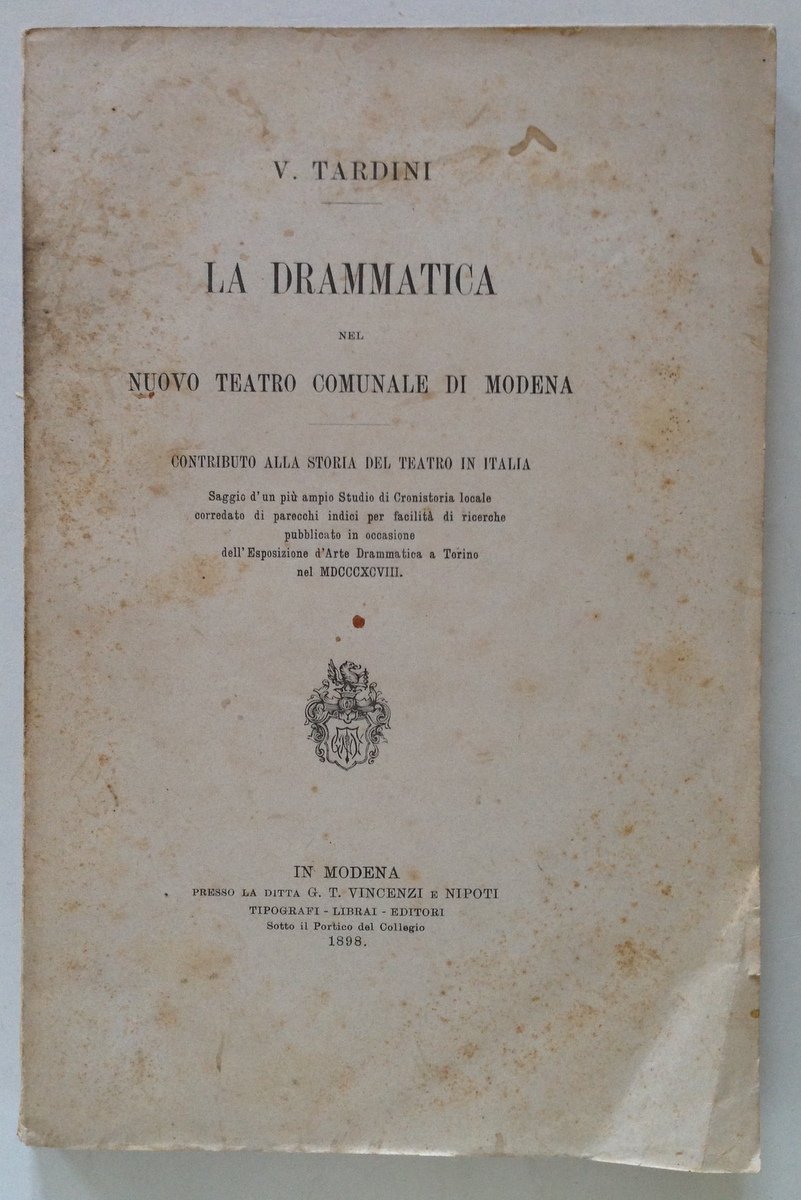 V. TARDINI
LA DRAMMATICA
NEL
NUOVO TEATRO COMUNALE DI MODENA
CONTRIBUTO ALLA STORIA DEL TEATRO IN ITALIA
Saggio d'un più ampio Studio di Cronistoria locale
corredato di parecchi indici per facilità di ricerche
pubblicato in occasione
dell'Esposizione d'Arte Drammatica a Torino
nel MDCCCXCVIII.
IN MODENA
PRESSO LA DITTA G. T. VINCENZI E NIPOTI
TIPOGRAFI - LIBRAI - EDITORI
Sotto il Portico del Collegio
1898.